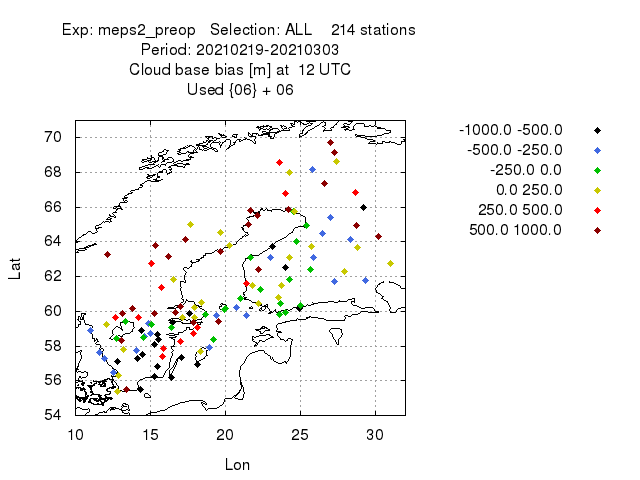 Exp: meps2_preop   Selection: ALL    214 stations
Period: 20210219-20210303
Cloud base bias [m] at  12 UTC
Used {06} + 06
70
68
66
64
62
60
58
56
54
10 15 20 25 30
Lat
Lon
-1000.0 -500.0
-500.0 -250.0
-250.0 0.0
0.0 250.0
250.0 500.0
500.0 1000.0